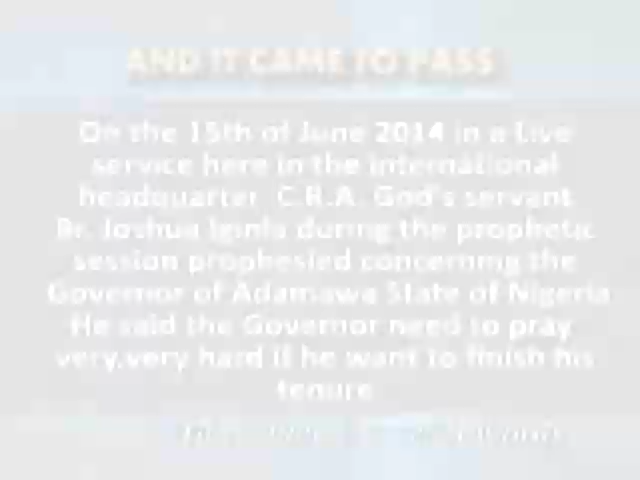 AND IT CAME TO PASS
On the 15th of June 2014 in a Live
service here in the international
headquarter, C.R.A. God's servant
Br. Joshua Iginla during the prophetic
session prophesied concerning the
Governor of Adamawa State of Nigeria
He said the Governor need to pray
very,very hard if he want to finish his
tenure